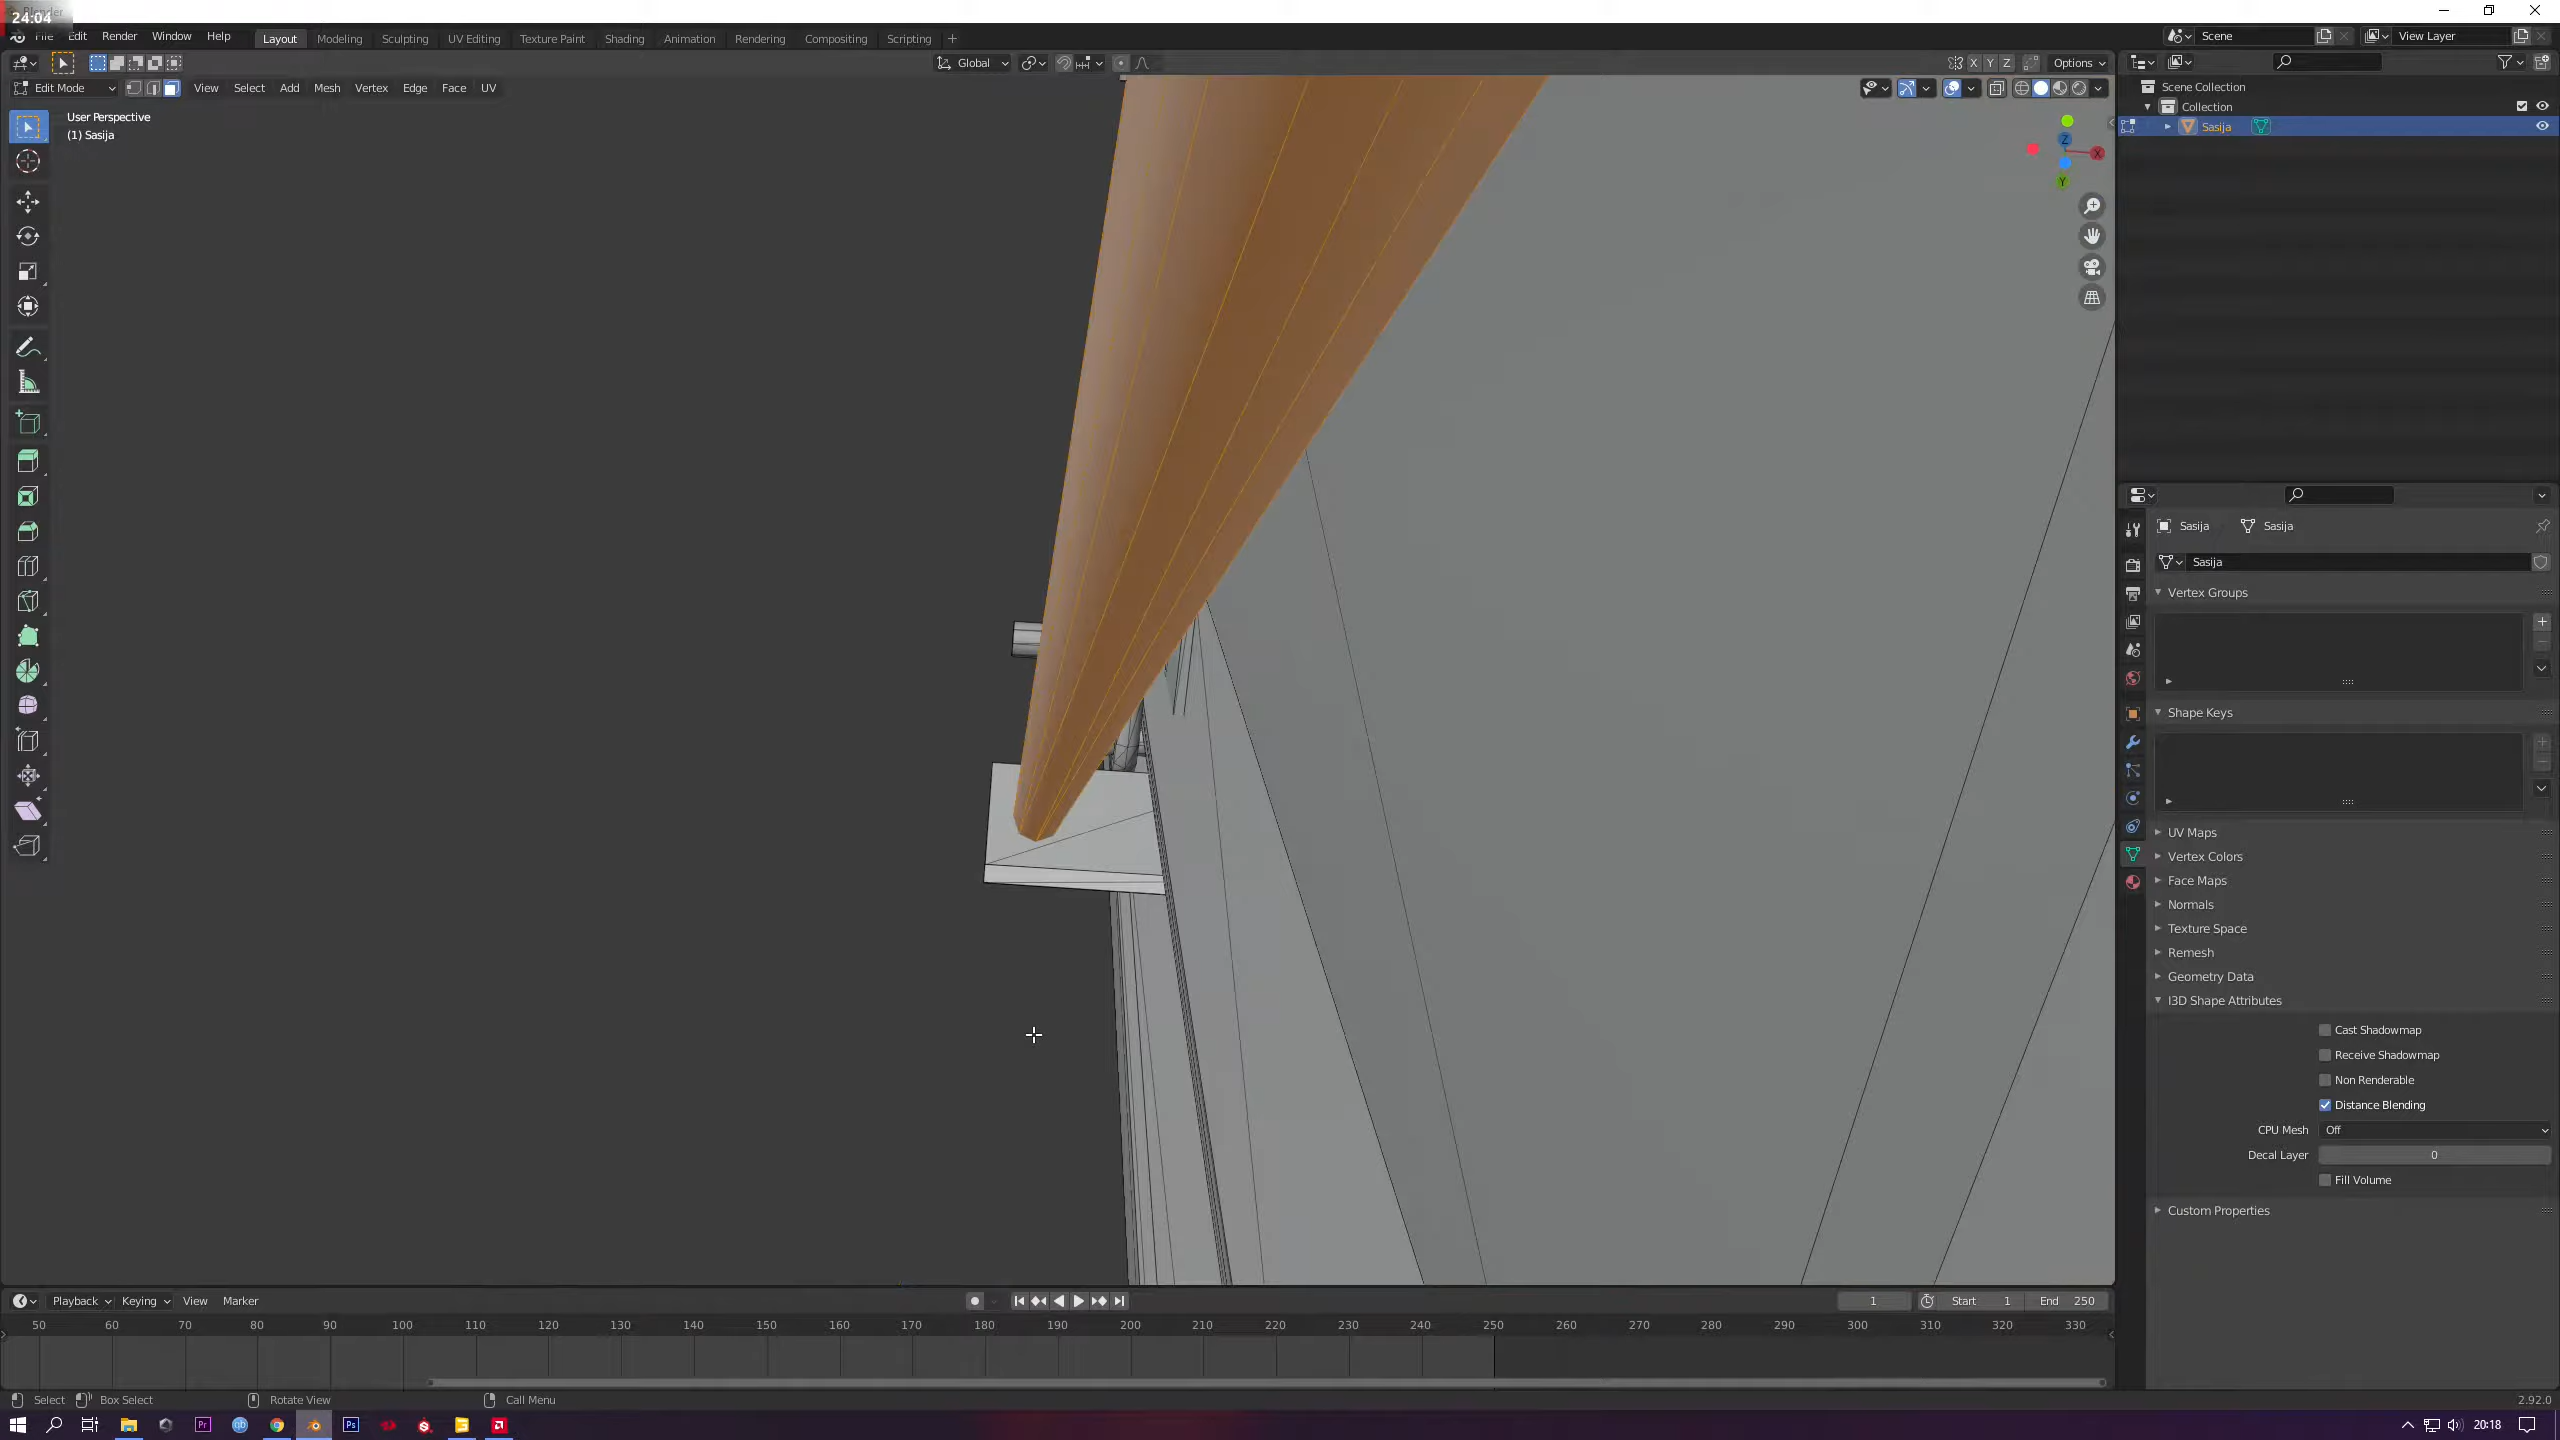 24:04
File Edit Render Window Help Layout Modeling Sculpting UV Editing Texture Paint Shading Animation Rendering Compositing Scripting + Scene View Layer
Global X Y Z Options
Edit Mode View Select Add Mesh Vertex Edge Face UV
User Perspective
(1) Sasija
Z
X
Y
Scene Collection
Collection
Sasija
Sasija Sasija
Sasija
Vertex Groups
Shape Keys
UV Maps
Vertex Colors
Face Maps
Normals
Texture Space
Remesh
Geometry Data
I3D Shape Attributes
Cast Shadowmap
Receive Shadowmap
Non Renderable
Distance Blending
CPU Mesh Off
Decal Layer 0
Fill Volume
Custom Properties
Playback Keying View Marker 1 Start 1 End 250
50 60 70 80 90 100 110 120 130 140 150 160 170 180 190 200 210 220 230 240 250 260 270 280 290 300 310 320 330
Select Box Select Rotate View Call Menu 2.92.0
Pr qb Ps 20:18